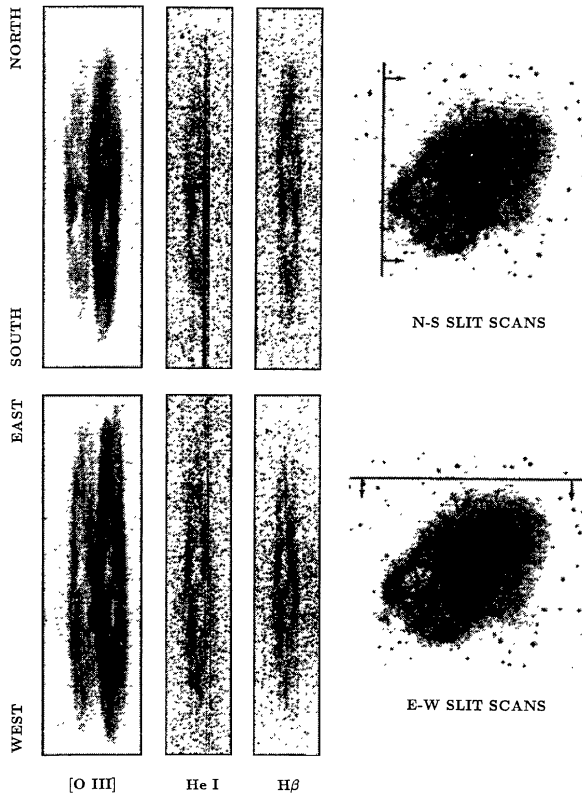 NORTH
SOUTH
N-S SLIT SCANS
EAST
WEST
E-W SLIT SCANS
[O III]
He I
Hβ